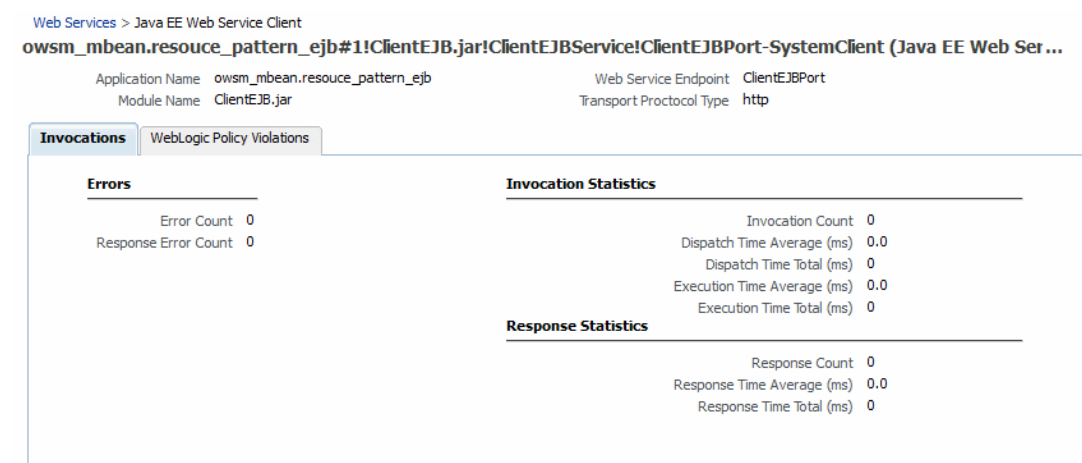 Web Services > Java EE Web Service Client
owsm_mbean.resouce_pattern_ejb#1!ClientEJB.jar!ClientEJBService!ClientEJBPort-SystemClient (Java EE Web Ser...
Application Name owsm_mbean.resouce_pattern_ejb
Web Service Endpoint ClientEJBPort
Module Name ClientEJB.jar
Transport Proctocol Type http
Invocations
WebLogic Policy Violations
Errors
Error Count 0
Response Error Count 0
Invocation Statistics
Invocation Count 0
Dispatch Time Average (ms) 0.0
Dispatch Time Total (ms) 0
Execution Time Average (ms) 0.0
Execution Time Total (ms) 0
Response Statistics
Response Count 0
Response Time Average (ms) 0.0
Response Time Total (ms) 0